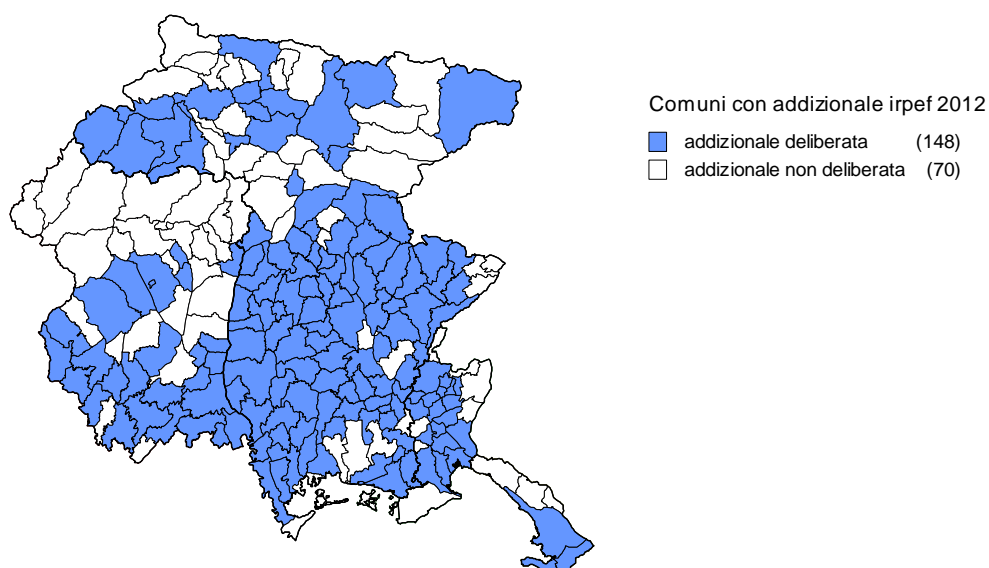 Comuni con addizionale irpef 2012
addizionale deliberata (148)
addizionale non deliberata (70)